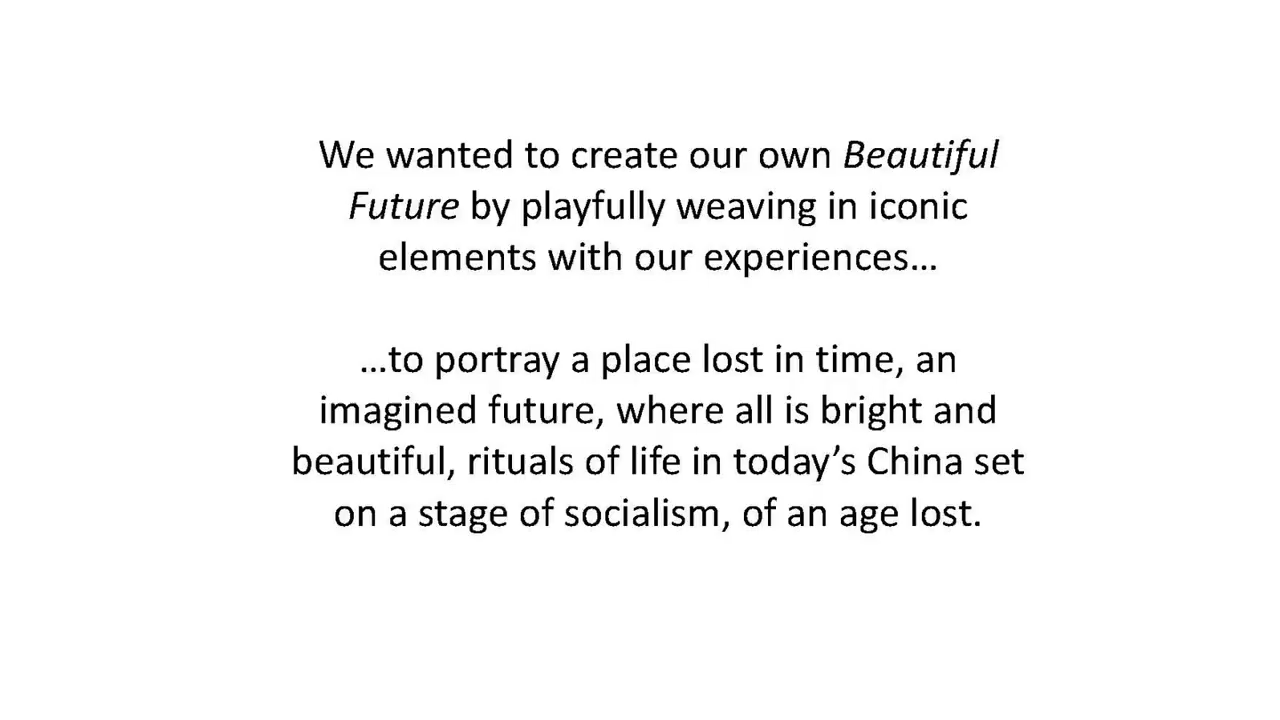 We wanted to create our own Beautiful
Future by playfully weaving in iconic
elements with our experiences…
…to portray a place lost in time, an
imagined future, where all is bright and
beautiful, rituals of life in today’s China set
on a stage of socialism, of an age lost.